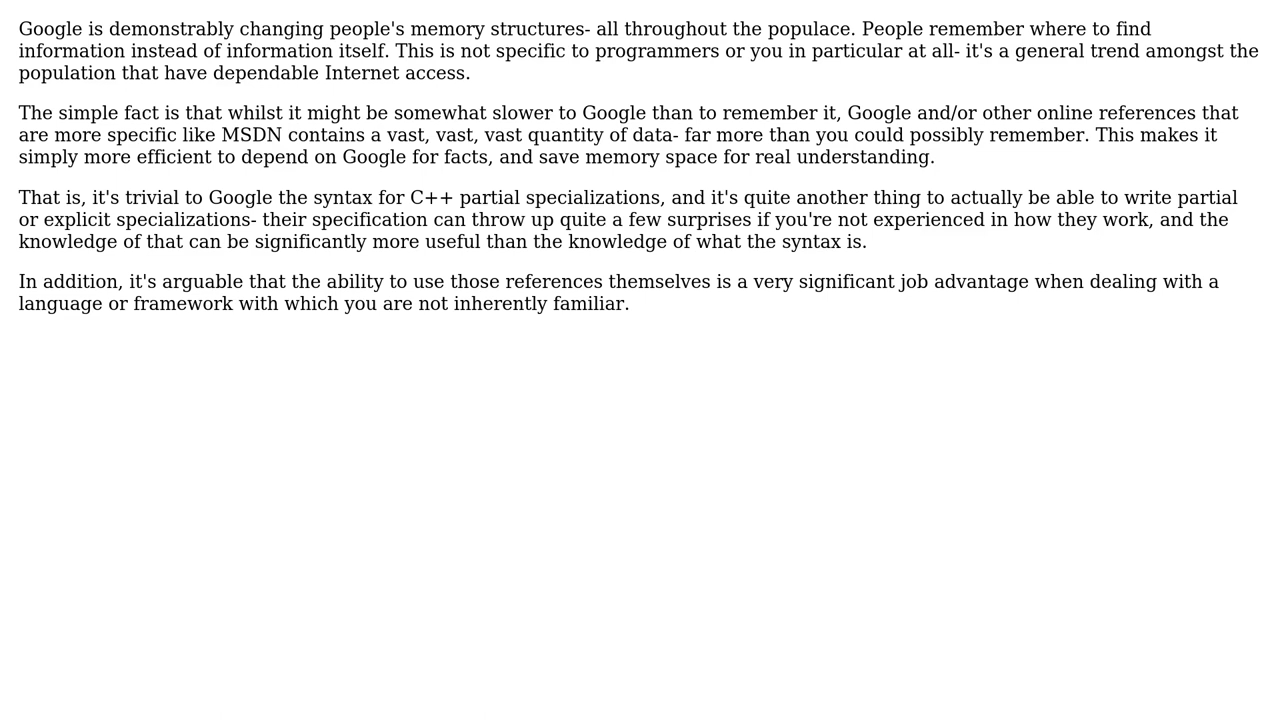 Google is demonstrably changing people's memory structures- all throughout the populace. People remember where to find
information instead of information itself. This is not specific to programmers or you in particular at all- it's a general trend amongst the
population that have dependable Internet access.
The simple fact is that whilst it might be somewhat slower to Google than to remember it, Google and/or other online references that
are more specific like MSDN contains a vast, vast, vast quantity of data- far more than you could possibly remember. This makes it
simply more efficient to depend on Google for facts, and save memory space for real understanding.
That is, it's trivial to Google the syntax for C++ partial specializations, and it's quite another thing to actually be able to write partial
or explicit specializations- their specification can throw up quite a few surprises if you're not experienced in how they work, and the
knowledge of that can be significantly more useful than the knowledge of what the syntax is.
In addition, it's arguable that the ability to use those references themselves is a very significant job advantage when dealing with a
language or framework with which you are not inherently familiar.